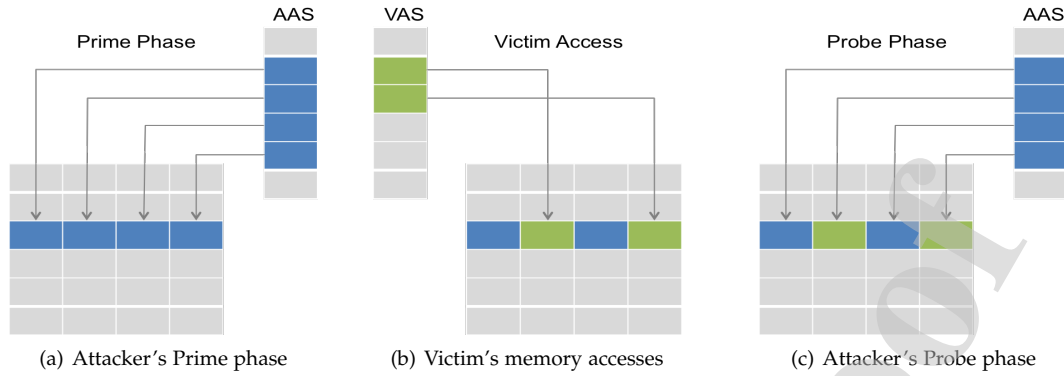 AAS
VAS
AAS
Prime Phase
Victim Access
Probe Phase
(a) Attacker's Prime phase
(b) Victim's memory accesses
(c) Attacker's Probe phase